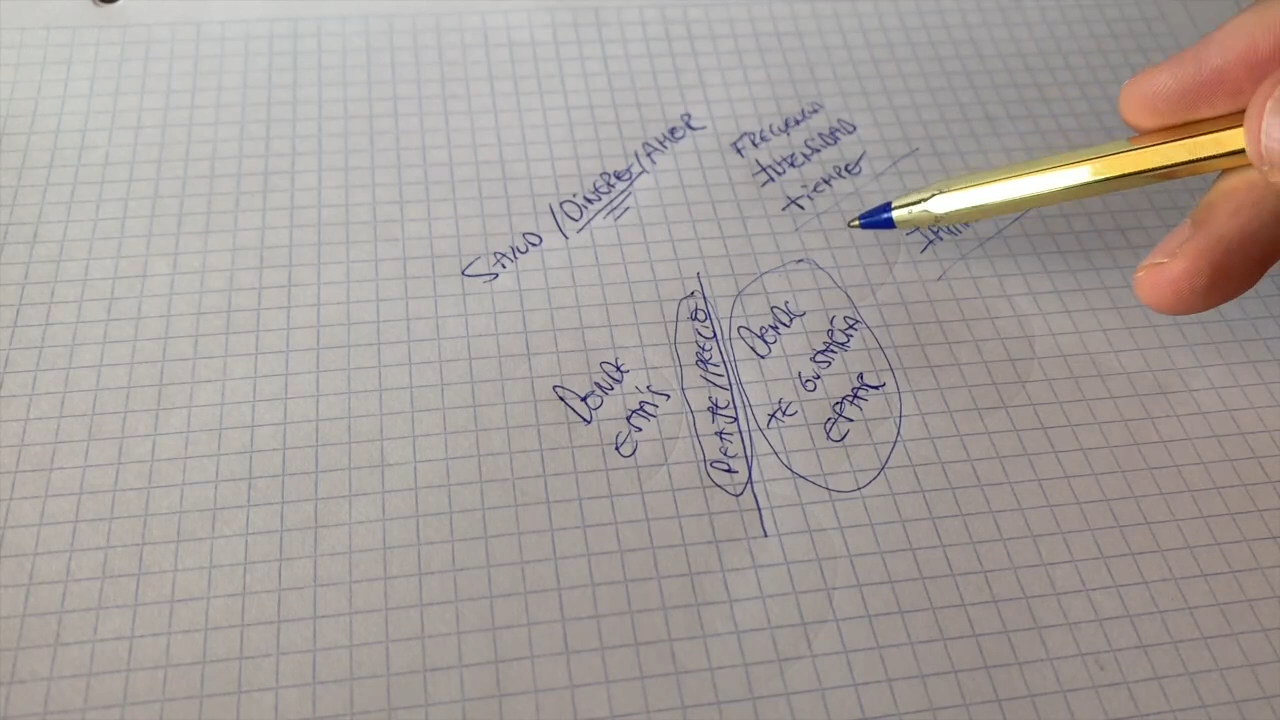 SALUD / DINERO / AMOR
FRECUENCIA
INTENSIDAD
TIEMPO
DONDE
ESTÁS
PEAJE / PRECIO
DONDE
TE GUSTARÍA
ESTAR